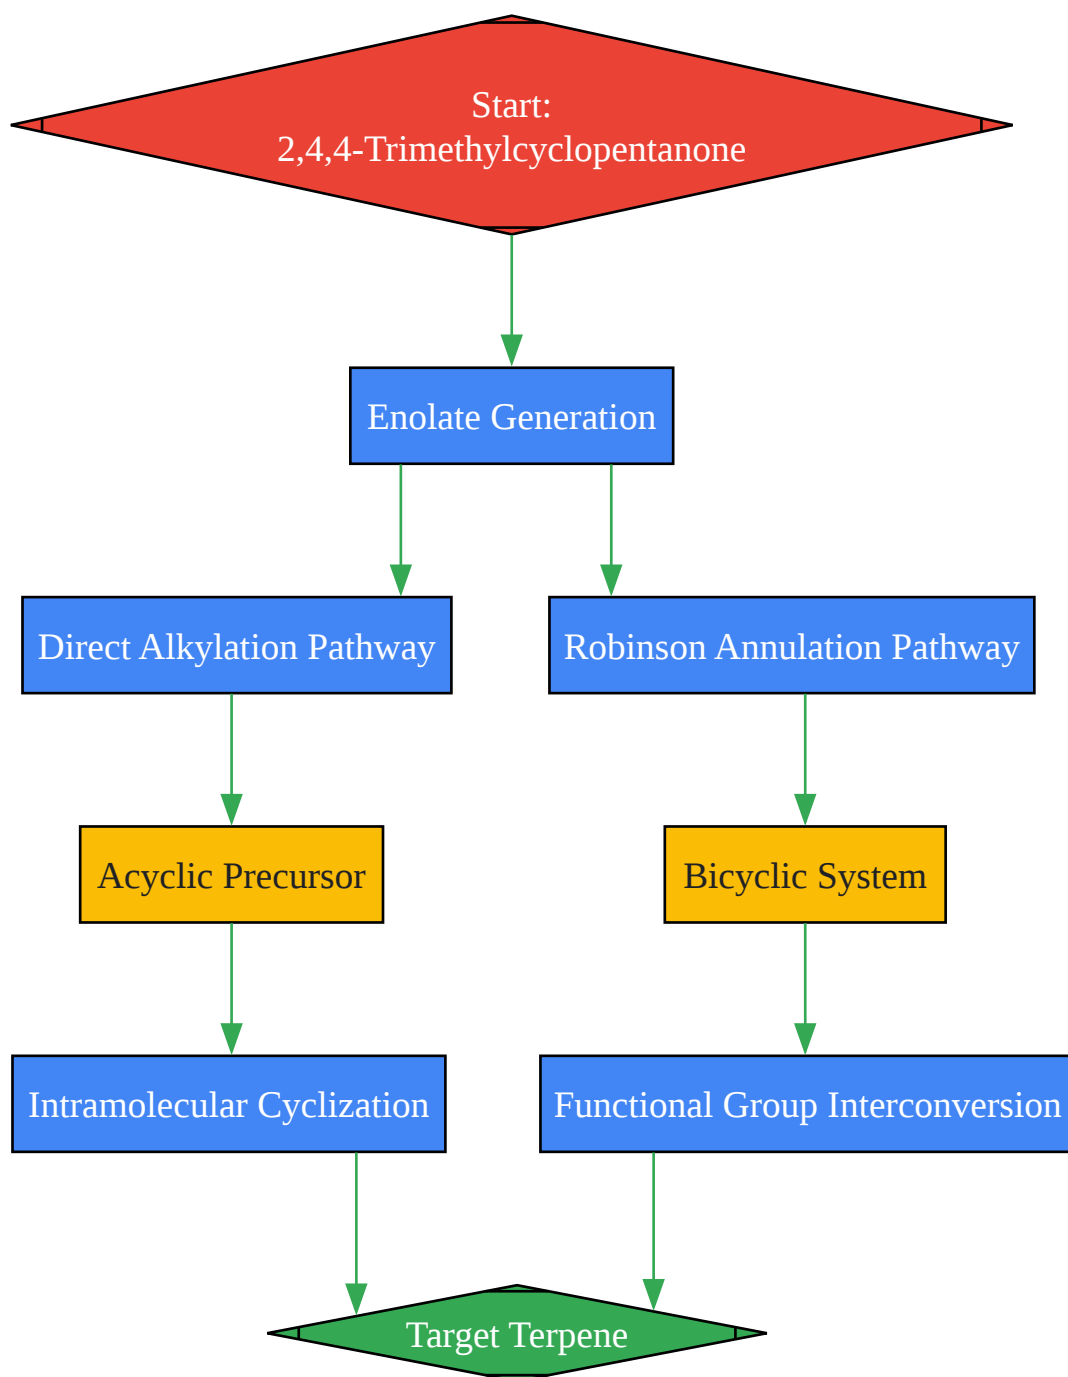 Start:
2,4,4-Trimethylcyclopentanone
Enolate Generation
Direct Alkylation Pathway
Robinson Annulation Pathway
Acyclic Precursor
Bicyclic System
Intramolecular Cyclization
Functional Group Interconversion
Target Terpene